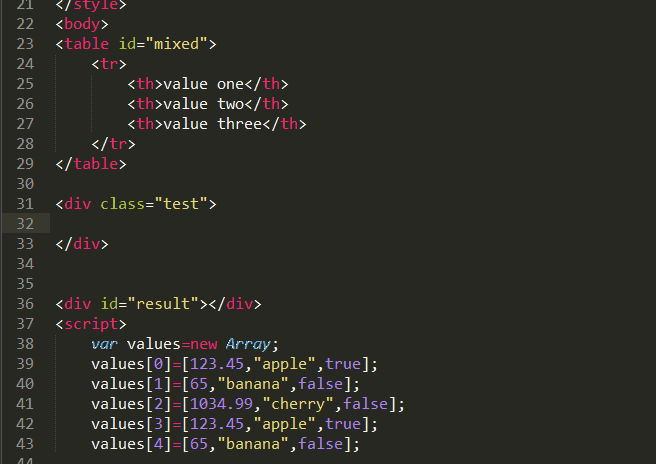 21 </style>
22 <body>
23 <table id="mixed">
24     <tr>
25         <th>value one</th>
26         <th>value two</th>
27         <th>value three</th>
28     </tr>
29 </table>
30
31 <div class="test">
32
33 </div>
34
35
36 <div id="result"></div>
37 <script>
38     var values=new Array;
39     values[0]=[123.45,"apple",true];
40     values[1]=[65,"banana",false];
41     values[2]=[1034.99,"cherry",false];
42     values[3]=[123.45,"apple",true];
43     values[4]=[65,"banana",false];
44